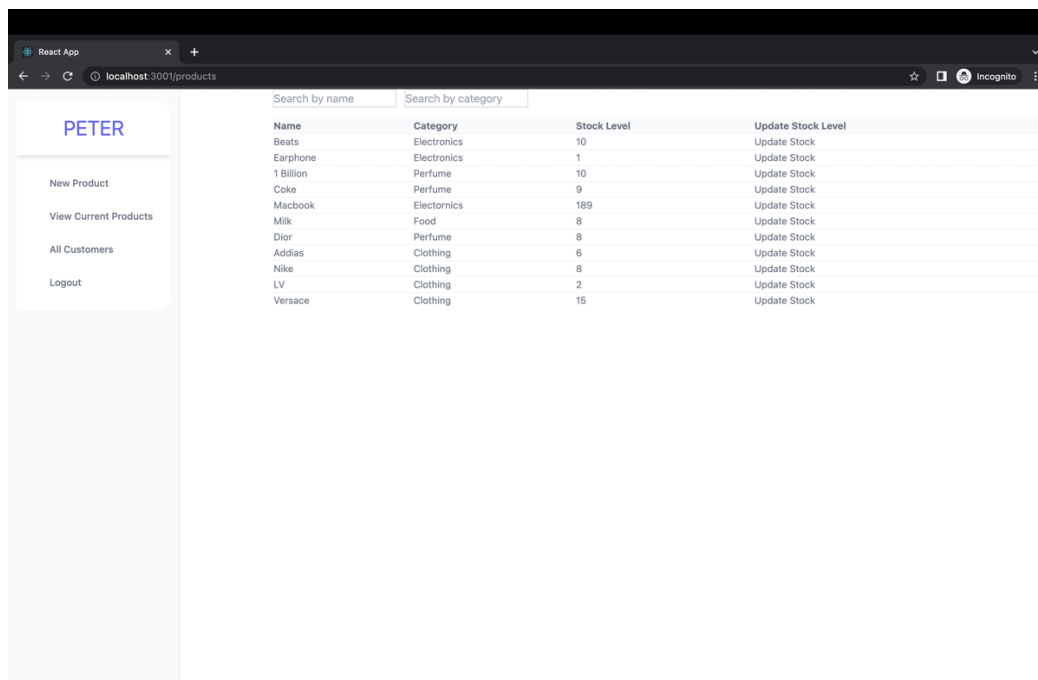 React App
localhost:3001/products
Incognito
PETER
New Product
View Current Products
All Customers
Logout
Search by name Search by category
Name Category Stock Level Update Stock Level
Beats Electronics 10 Update Stock
Earphone Electronics 1 Update Stock
1 Billion Perfume 10 Update Stock
Coke Perfume 9 Update Stock
Macbook Electornics 189 Update Stock
Milk Food 8 Update Stock
Dior Perfume 8 Update Stock
Addias Clothing 6 Update Stock
Nike Clothing 8 Update Stock
LV Clothing 2 Update Stock
Versace Clothing 15 Update Stock